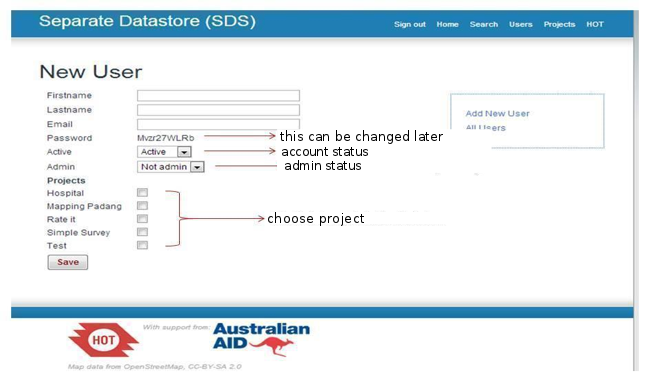 Separate Datastore (SDS)
Sign out Home Search Users Projects HOT
New User
Firstname
Lastname
Email
Password Mvzr27WLRb this can be changed later
Active Active account status
Admin Not admin admin status
Projects
Hospital
Mapping Padang
Rate it choose project
Simple Survey
Test
Save
Add New User
All Users
HOT
With support from:
Australian
AID
Map data from OpenStreetMap, CC-BY-SA 2.0